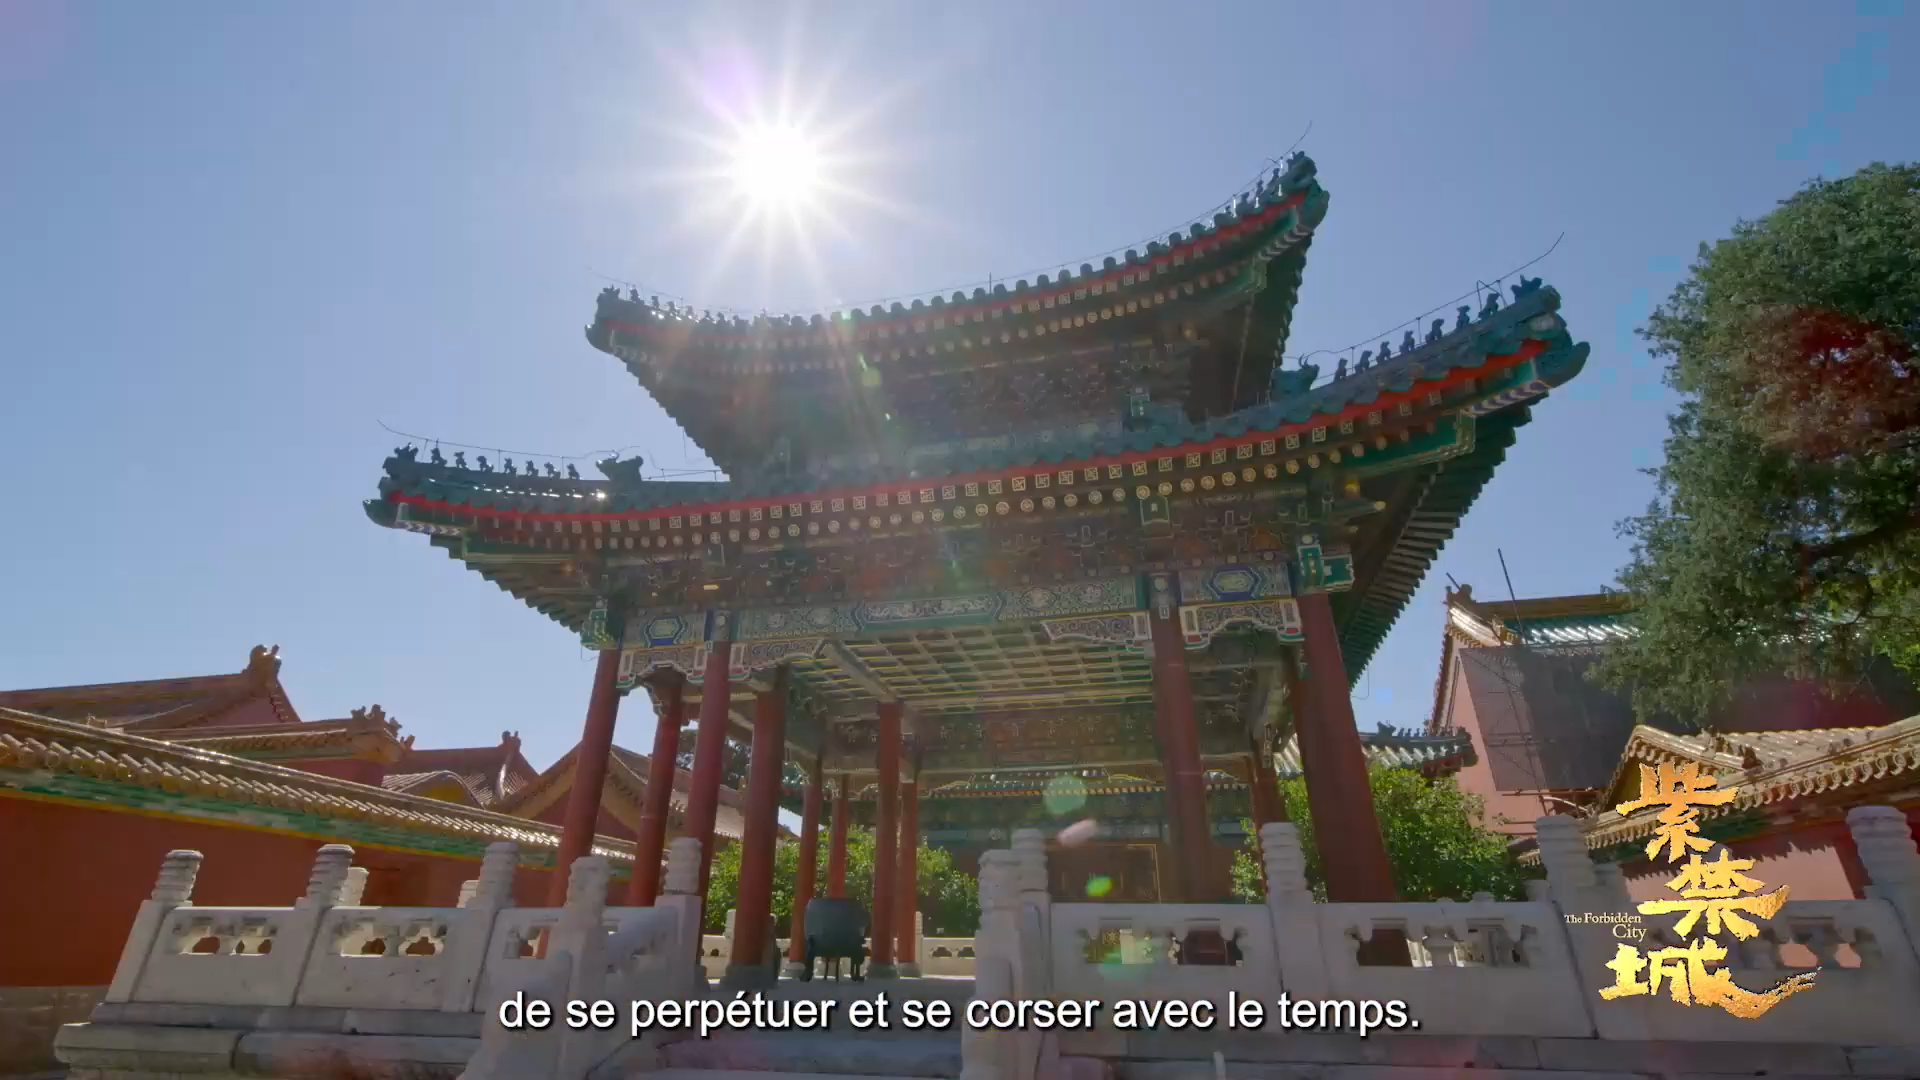 紫禁城
The Forbidden
City
de se perpétuer et se corser avec le temps.